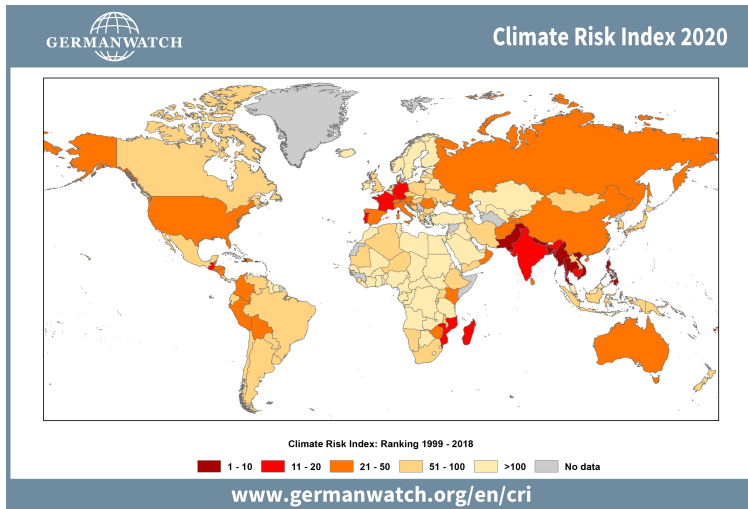 GERMANWATCH
Climate Risk Index 2020
Climate Risk Index: Ranking 1999 - 2018
1 - 10 11 - 20 21 - 50 51 - 100 >100 No data
www.germanwatch.org/en/cri